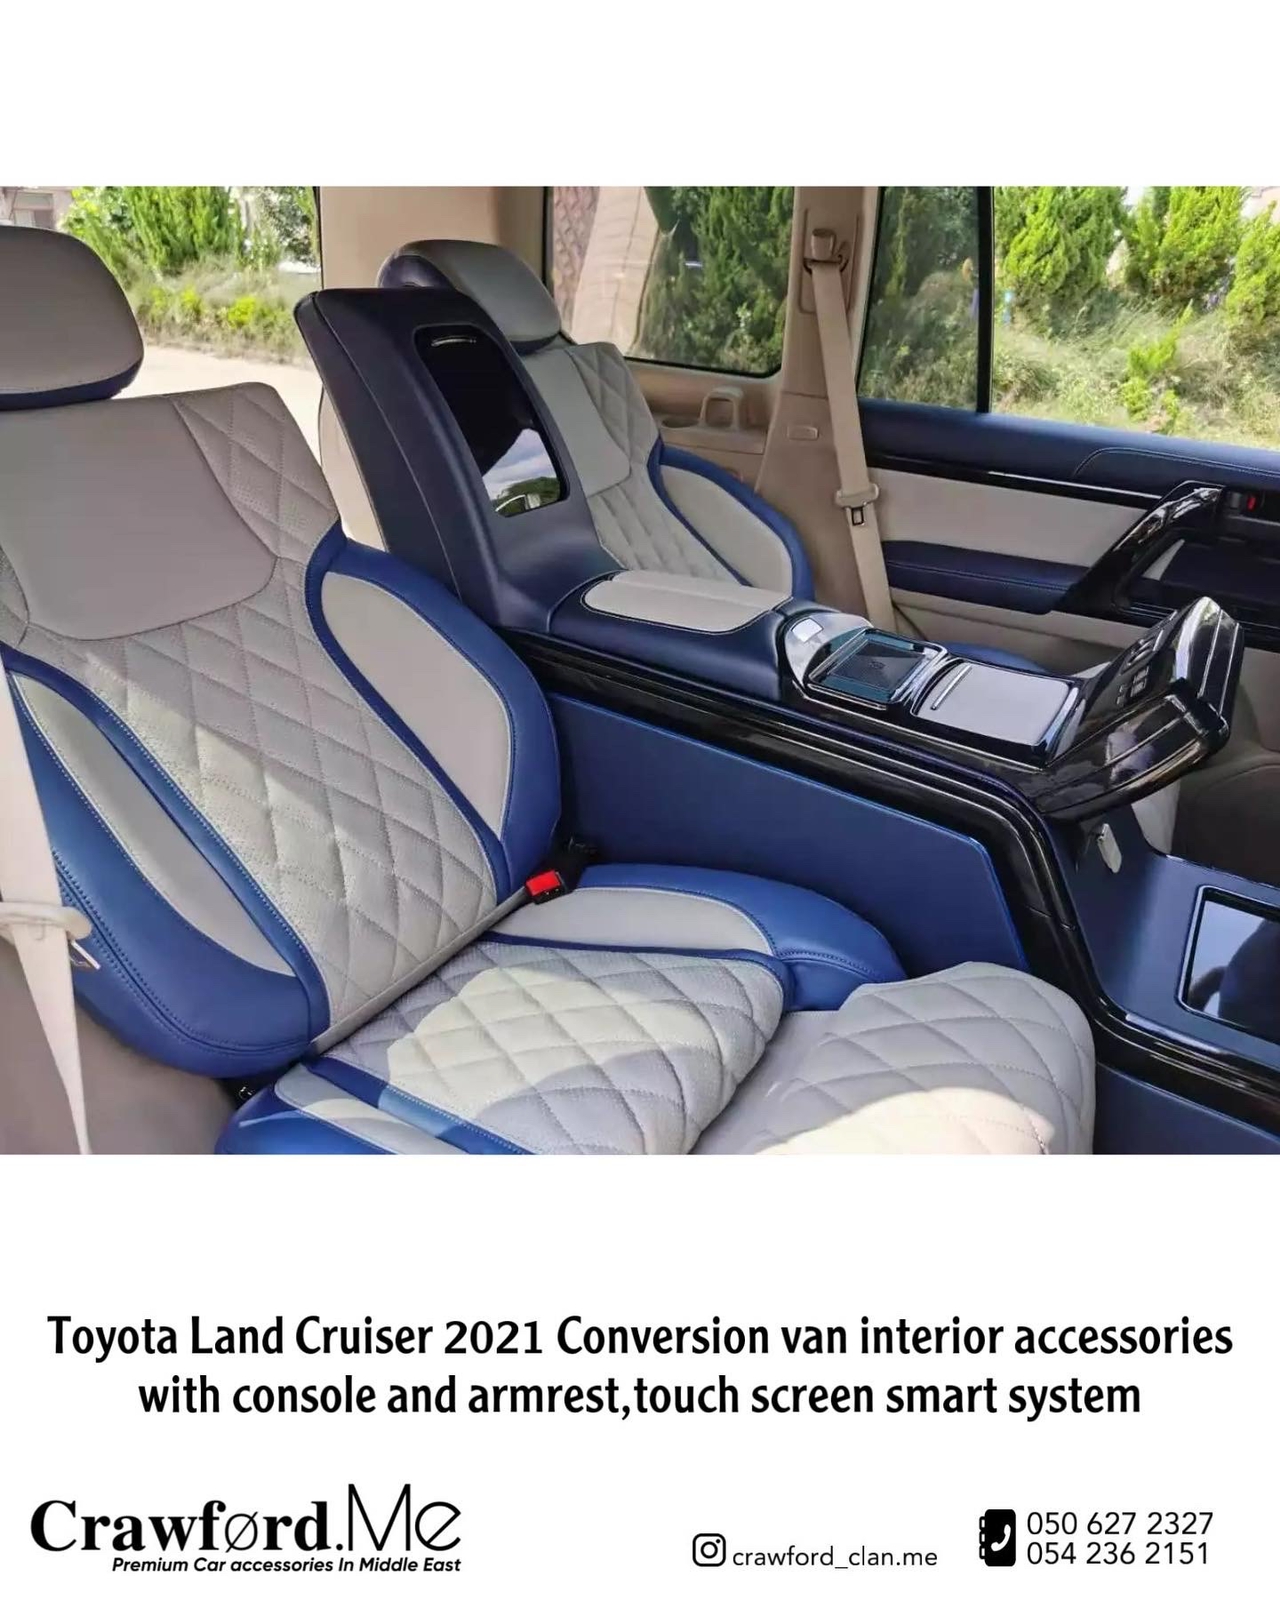 Toyota Land Cruiser 2021 Conversion van interior accessories
with console and armrest,touch screen smart system
Crawførd.Me
Premium Car accessories In Middle East
crawford_clan.me
050 627 2327
054 236 2151